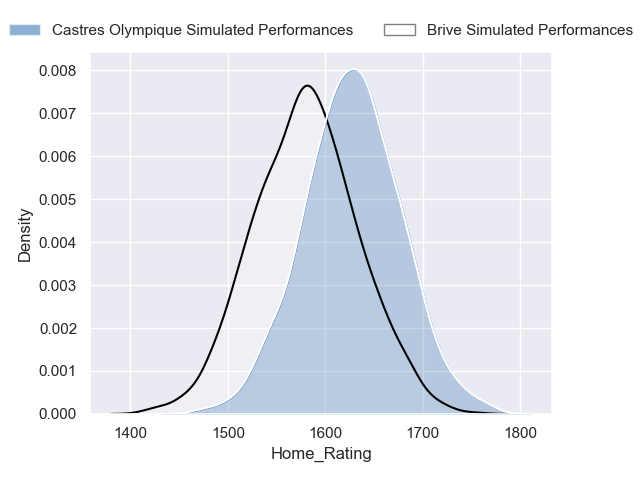 Castres Olympique Simulated Performances
Brive Simulated Performances
0.008
0.007
0.006
0.005
0.004
0.003
0.002
0.001
0.000
Density
1400 1500 1600 1700 1800
Home_Rating